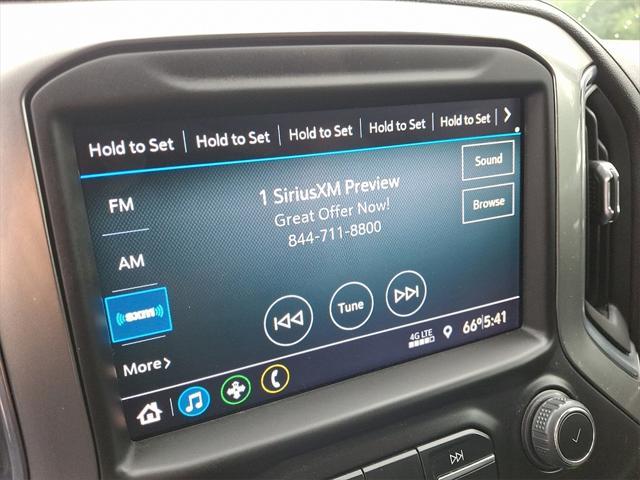 Hold to Set Hold to Set Hold to Set Hold to Set Hold to Set
FM
AM
SXM
More
1 SiriusXM Preview
Great Offer Now!
844-711-8800
Sound
Browse
Tune
4G LTE
66° 5:41